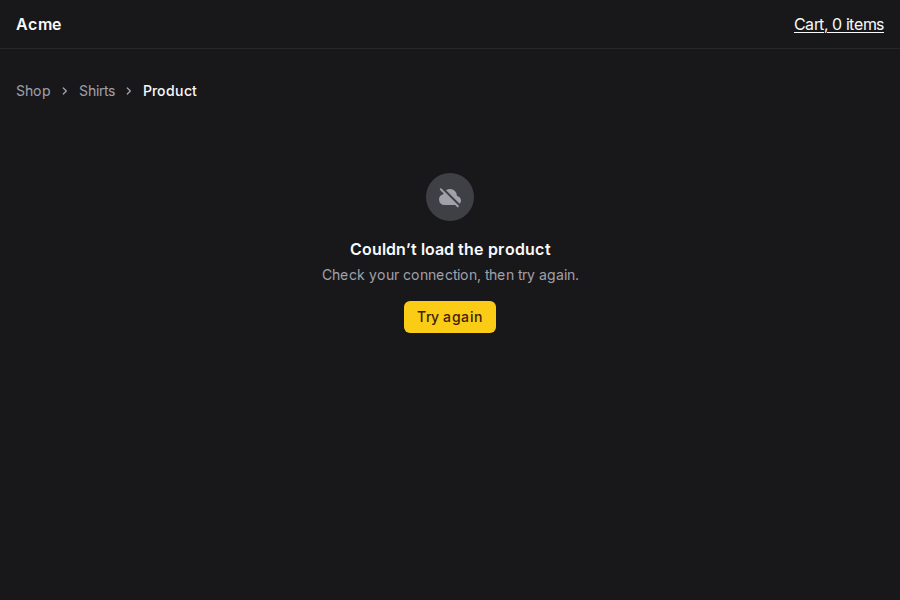 Acme
Cart, 0 items
Shop
Shirts
Product
Couldn’t load the product
Check your connection, then try again.
Try again